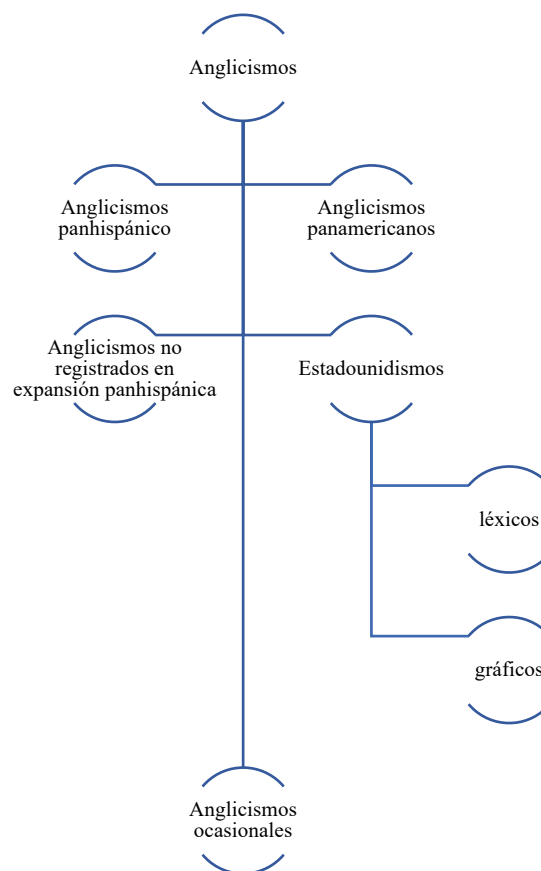 Anglicismos
Anglicismos
panhispánico
Anglicismos
panamericanos
Anglicismos no
registrados en
expansión panhispánica
Estadounidismos
léxicos
gráficos
Anglicismos
ocasionales